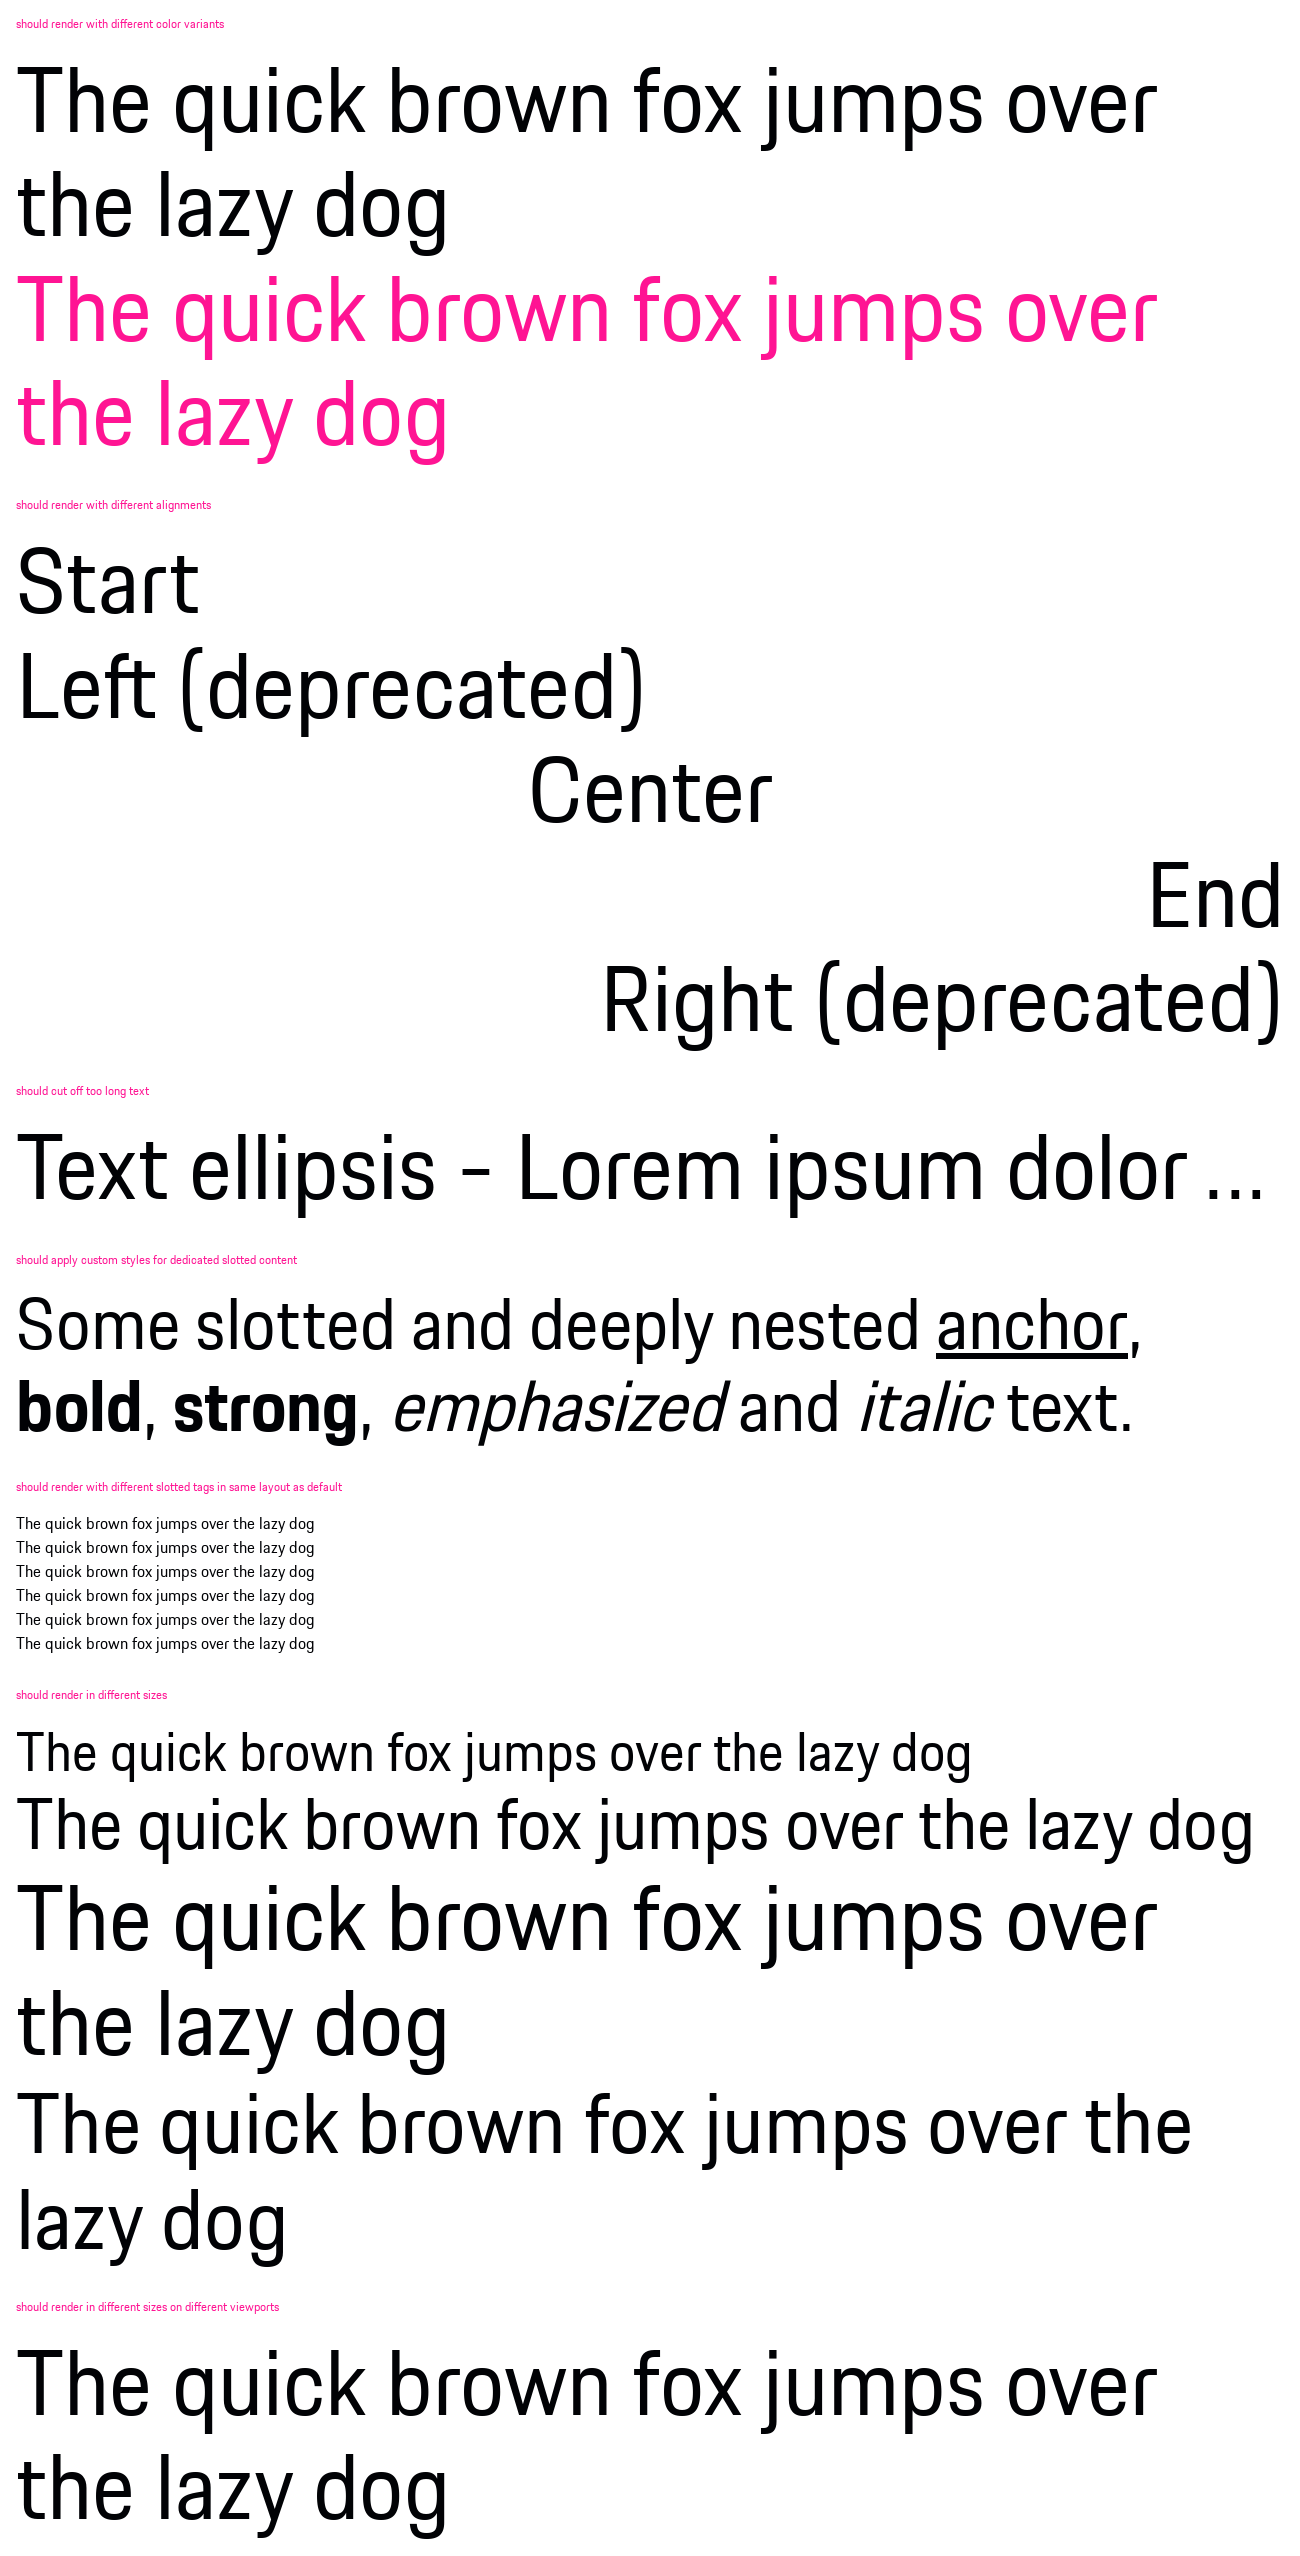 should render with different color variants
The quick brown fox jumps over
the lazy dog
The quick brown fox jumps over
the lazy dog
should render with different alignments
Start
Left (deprecated)
Center
End
Right (deprecated)
should cut off too long text
Text ellipsis - Lorem ipsum dolor ...
should apply custom styles for dedicated slotted content
Some slotted and deeply nested anchor,
bold, strong, emphasized and italic text.
should render with different slotted tags in same layout as default
The quick brown fox jumps over the lazy dog
The quick brown fox jumps over the lazy dog
The quick brown fox jumps over the lazy dog
The quick brown fox jumps over the lazy dog
The quick brown fox jumps over the lazy dog
The quick brown fox jumps over the lazy dog
should render in different sizes
The quick brown fox jumps over the lazy dog
The quick brown fox jumps over the lazy dog
The quick brown fox jumps over
the lazy dog
The quick brown fox jumps over the
lazy dog
should render in different sizes on different viewports
The quick brown fox jumps over
the lazy dog